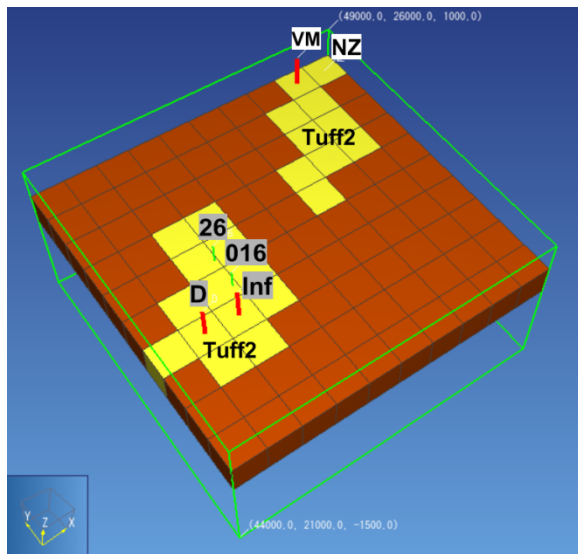 (49000.0, 26000.0, 1000.0)
VM
NZ
Tuff2
26
016
D
Inf
Tuff2
Y
Z
X
(44000.0, 21000.0, -1500.0)